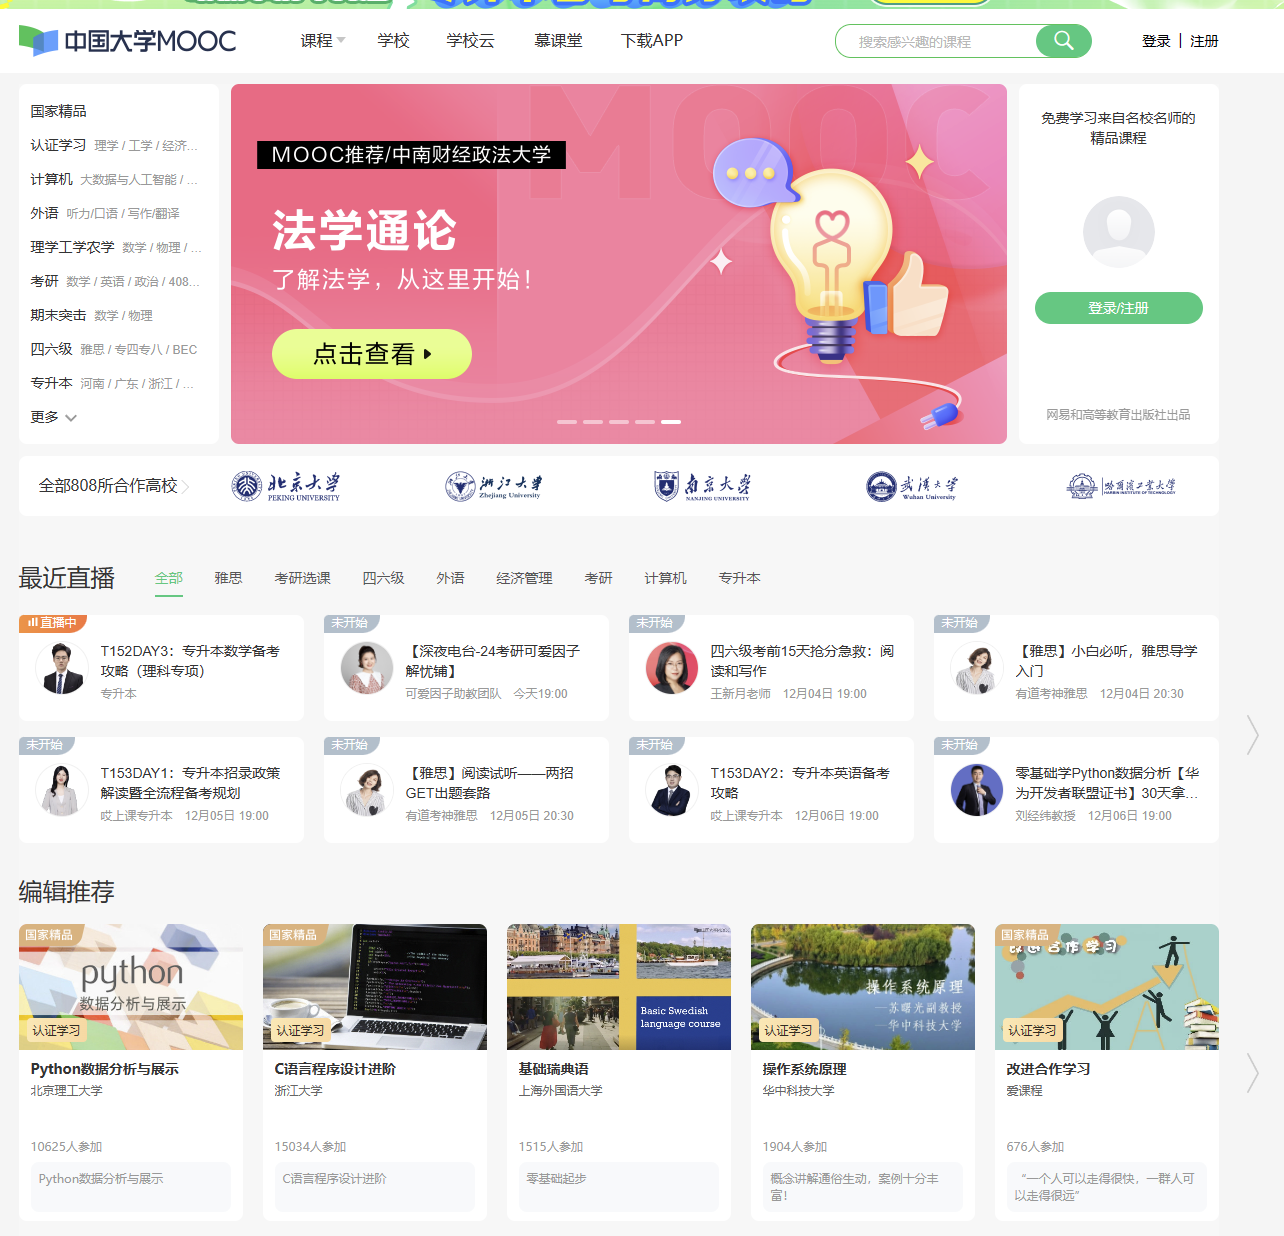 中国大学MOOC
课程
学校
学校云
慕课堂
下载APP
搜索感兴趣的课程
登录 | 注册
国家精品
认证学习 理学 / 工学 / 经济...
计算机 大数据与人工智能 / ...
外语 听力/口语 / 写作/翻译
理学工学农学 数学 / 物理 / ...
考研 数学 / 英语 / 政治 / 408...
期末突击 数学 / 物理
四六级 雅思 / 专四专八 / BEC
专升本 河南 / 广东 / 浙江 / ...
更多
MOOC
MOOC推荐/中南财经政法大学
法学通论
了解法学，从这里开始！
点击查看
免费学习来自名校名师的
精品课程
登录/注册
网易和高等教育出版社出品
全部808所合作高校
北京大学
PEKING UNIVERSITY
浙江大学
Zhejiang University
南京大学
NANJING UNIVERSITY
武汉大学
Wuhan University
哈尔滨工业大学
HARBIN INSTITUTE OF TECHNOLOGY
最近直播
全部
雅思
考研选课
四六级
外语
经济管理
考研
计算机
专升本
直播中
T152DAY3：专升本数学备考
攻略（理科专项）
专升本
未开始
【深夜电台-24考研可爱因子
解忧铺】
可爱因子助教团队 今天19:00
未开始
四六级考前15天抢分急救：阅
读和写作
王新月老师 12月04日 19:00
未开始
【雅思】小白必听，雅思导学
入门
有道考神雅思 12月04日 20:30
未开始
T153DAY1：专升本招录政策
解读暨全流程备考规划
哎上课专升本 12月05日 19:00
未开始
【雅思】阅读试听——两招
GET出题套路
有道考神雅思 12月05日 20:30
未开始
T153DAY2：专升本英语备考
攻略
哎上课专升本 12月06日 19:00
未开始
零基础学Python数据分析【华
为开发者联盟证书】30天拿...
刘经纬教授 12月06日 19:00
编辑推荐
国家精品
python
数据分析与展示
认证学习
Python数据分析与展示
北京理工大学
10625人参加
Python数据分析与展示
国家精品
认证学习
C语言程序设计进阶
浙江大学
15034人参加
C语言程序设计进阶
Basic Swedish
language course
基础瑞典语
上海外国语大学
1515人参加
零基础起步
操作系统原理
—苏曙光副教授
—华中科技大学
认证学习
操作系统原理
华中科技大学
1904人参加
概念讲解通俗生动，案例十分丰
富！
国家精品
改进合作学习
认证学习
改进合作学习
爱课程
676人参加
“一个人可以走得很快，一群人可
以走得很远”